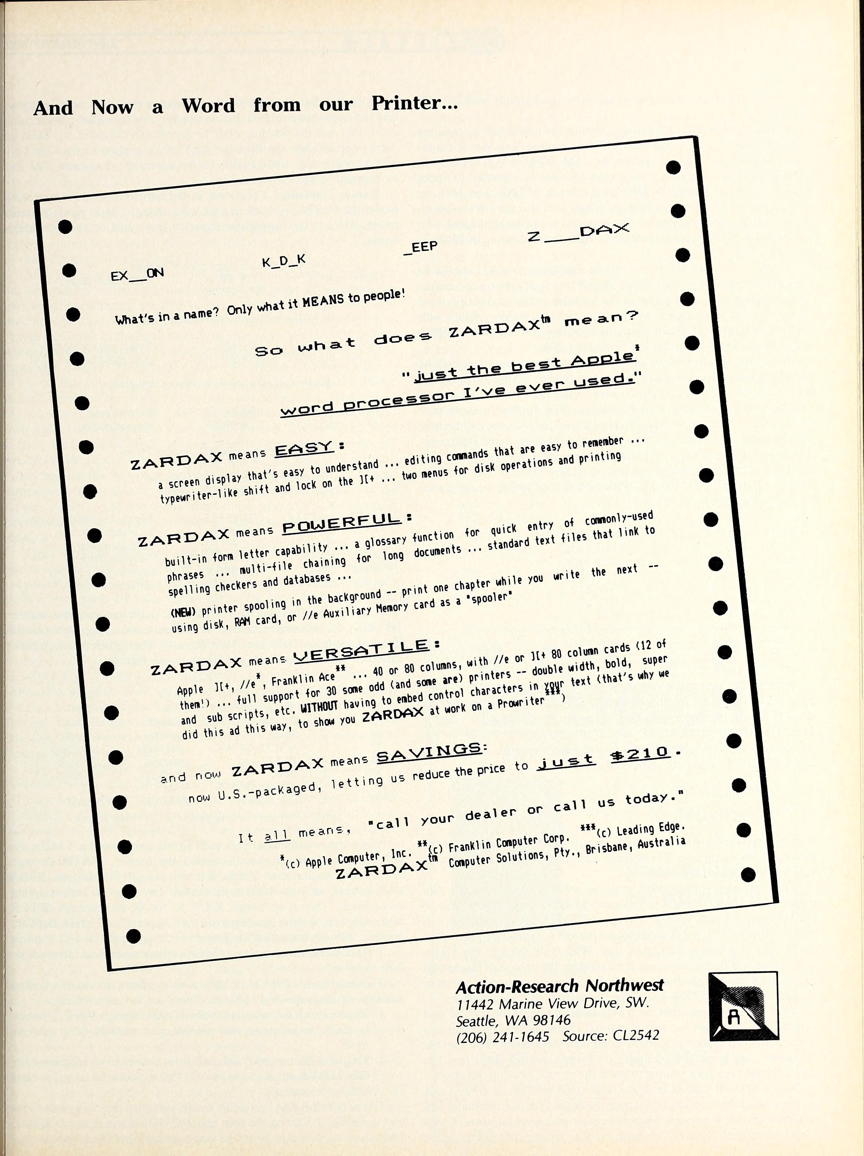 And Now a Word from our Printer...
EX__ON K_D_K _EEP Z___DAX
What's in a name? Only what it MEANS to people!
So what does ZARDAXtm mean?
"just the best Apple*
word processor I've ever used."
ZARDAX means EASY:
a screen display that's easy to understand ... editing commands that are easy to remember ...
typewriter-like shift and lock on the ][+ ... two menus for disk operations and printing
ZARDAX means POWERFUL:
built-in form letter capability ... a glossary function for quick entry of commonly-used
phrases ... multi-file chaining for long documents ... standard text files that link to
spelling checkers and databases ...
(NEW) printer spooling in the background -- print one chapter while you write the next --
using disk, RAM card, or //e Auxiliary Memory card as a "spooler"
ZARDAX means VERSATILE:
Apple ][+, //e*, Franklin Ace** ... 40 or 80 columns, with //e or ][+ 80 column cards (12 of
them!) ... full support for 30 some odd (and some are) printers -- double width, bold, super
and sub scripts, etc. WITHOUT having to embed control characters in your text (that's why we
did this ad this way, to show you ZARDAX at work on a Prowriter***)
and now ZARDAX means SAVINGS:
now U.S.-packaged, letting us reduce the price to just $210.
It all means, "call your dealer or call us today."
*(c) Apple Computer, Inc. **(c) Franklin Computer Corp. ***(c) Leading Edge.
ZARDAXtm Computer Solutions, Pty., Brisbane, Australia
Action-Research Northwest
11442 Marine View Drive, SW.
Seattle, WA 98146
(206) 241-1645 Source: CL2542
A